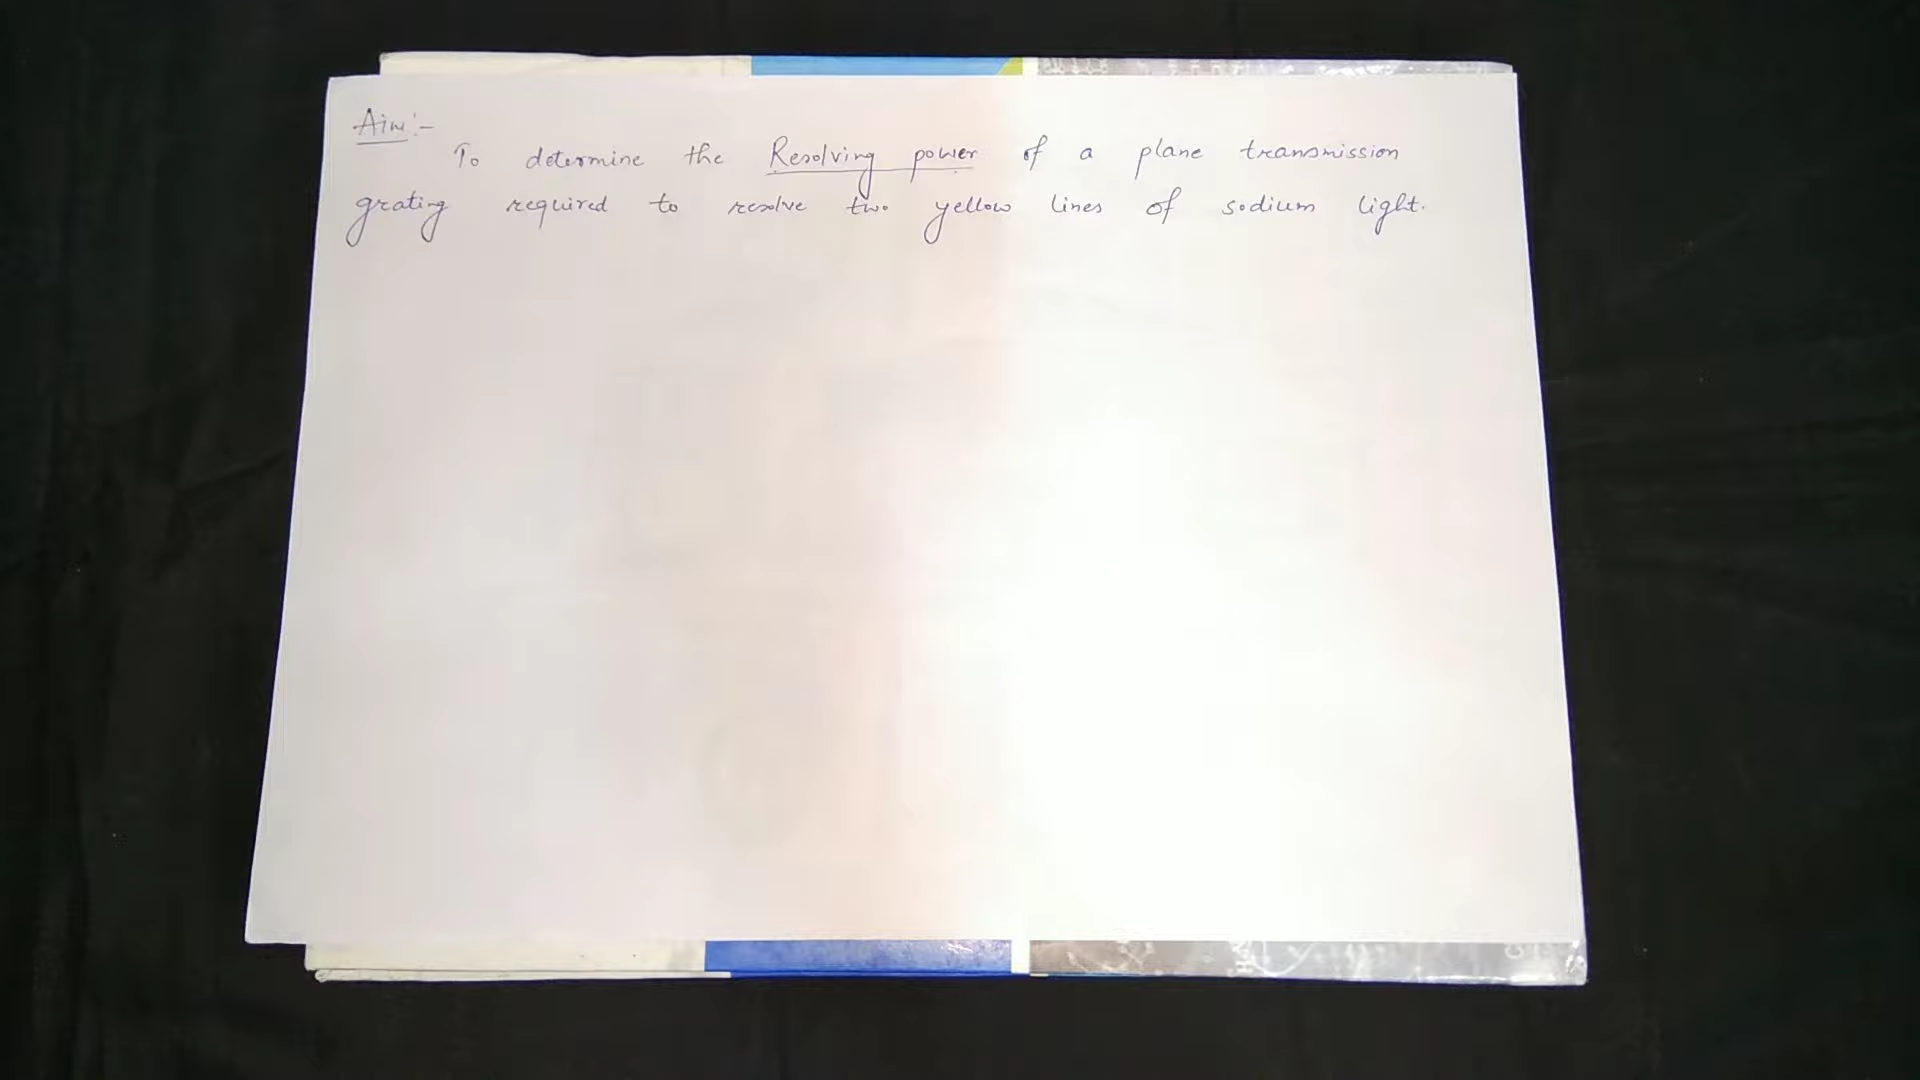 Aim:-
To determine the Resolving power of a plane transmission
grating required to resolve two yellow lines of sodium light.